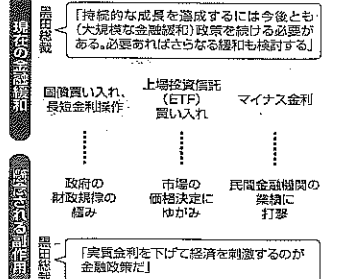 現在の金融緩和
黒田総裁
「持続的な成長を達成するには今後とも
(大規模な金融緩和)政策を続ける必要が
ある。必要あればさらなる緩和も検討する」
国債買い入れ、
長短金利操作
上場投資信託
(ETF)
買い入れ
マイナス金利
懸念される副作用
政府の
財政規律の
緩み
市場の
価格決定に
ゆがみ
民間金融機関の
業績に
打撃
黒田総裁
「実質金利を下げて経済を刺激するのが
金融政策だ」